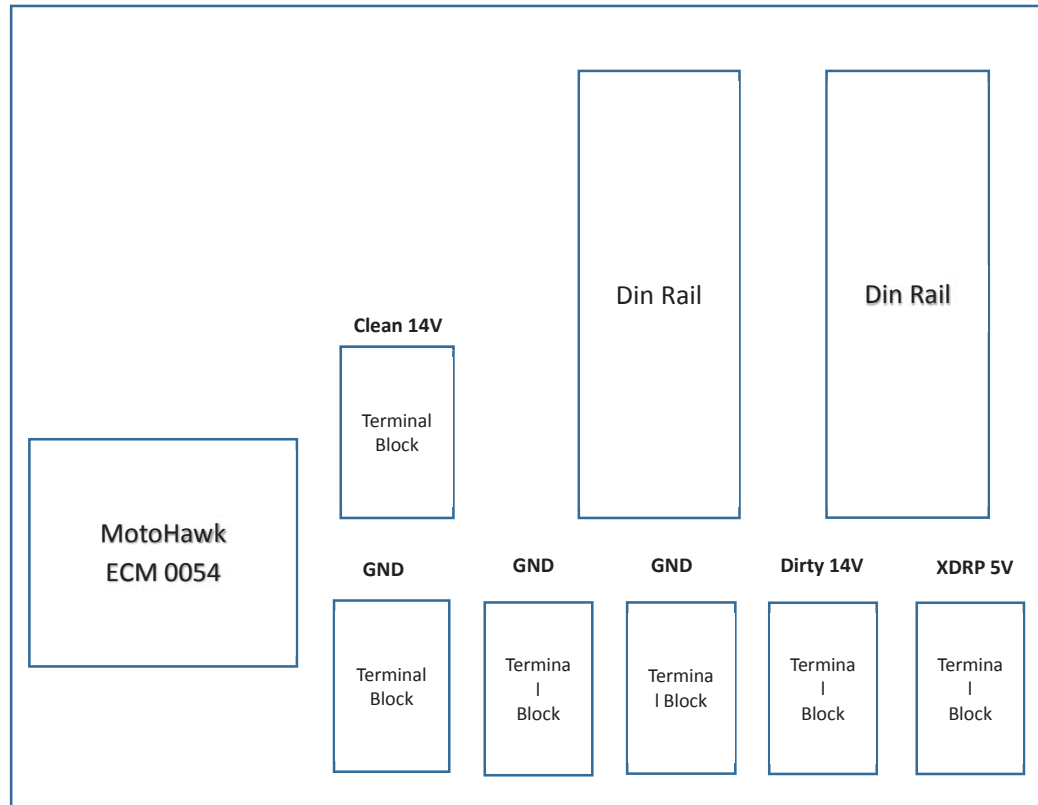 Din Rail
Din Rail
Clean 14V
Terminal
Block
MotoHawk
ECM 0054
GND
GND
GND
Dirty 14V
XDRP 5V
Terminal
Block
Termina
l
Block
Termina
l Block
Termina
l
Block
Termina
l
Block